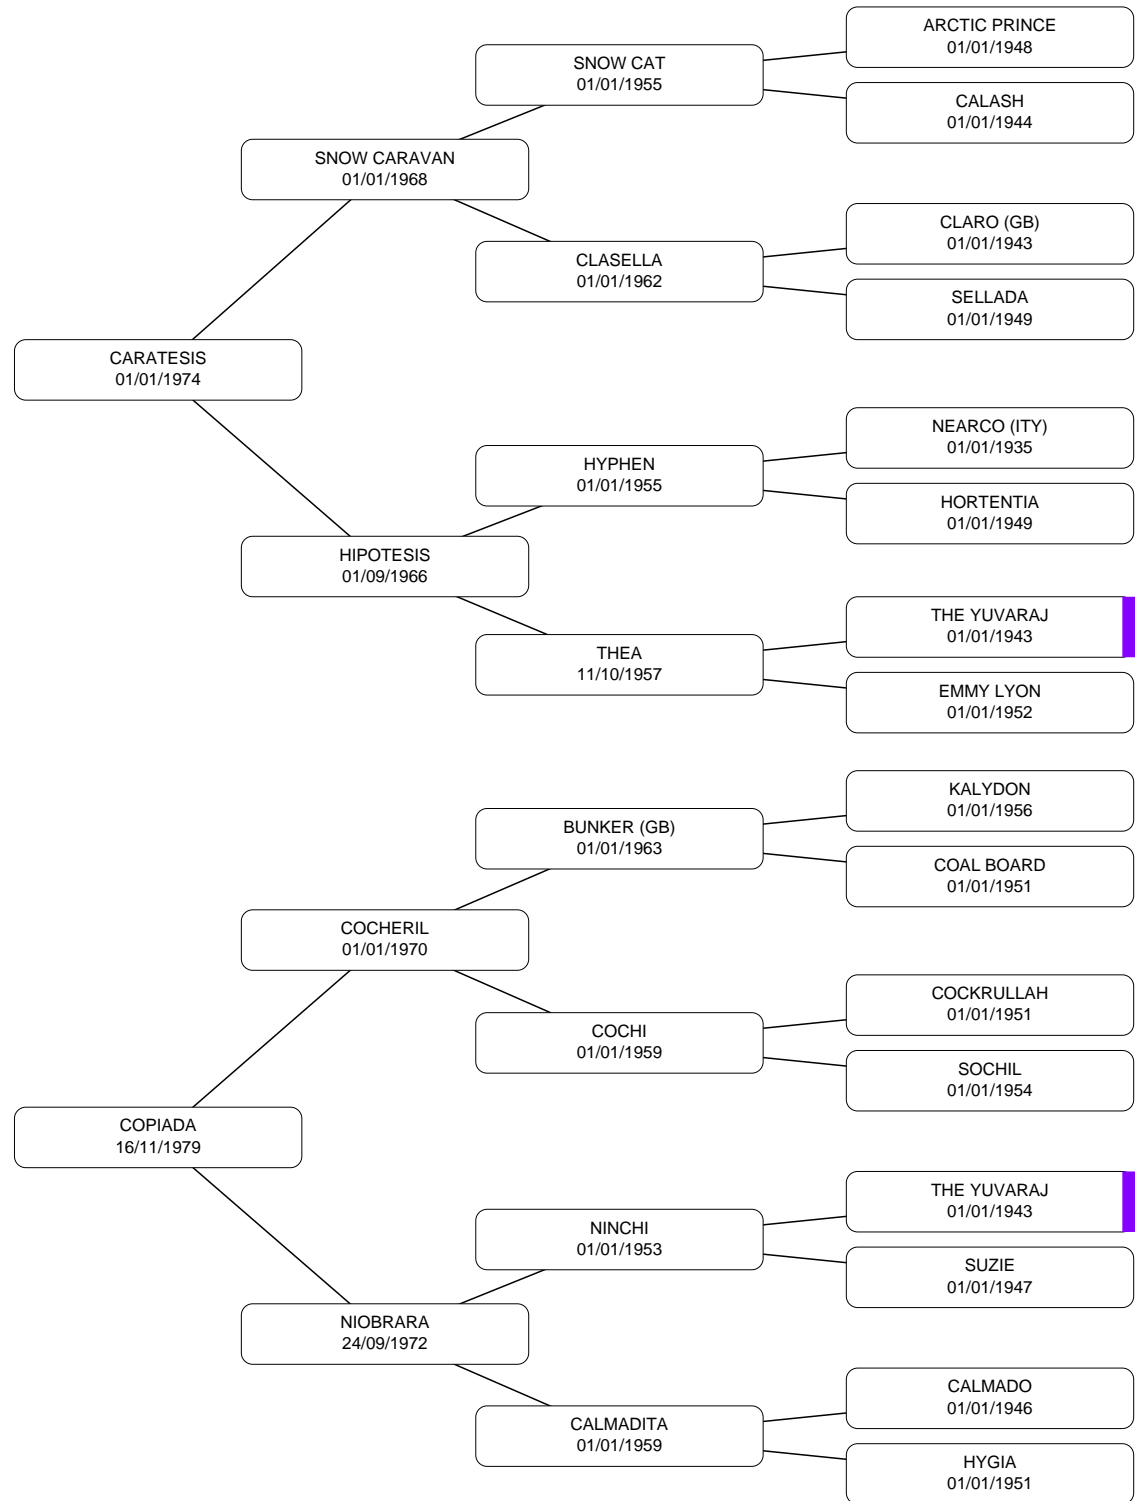 ARCTIC PRINCE
01/01/1948
SNOW CAT
01/01/1955
CALASH
01/01/1944
SNOW CARAVAN
01/01/1968
CLARO (GB)
01/01/1943
CLASELLA
01/01/1962
SELLADA
01/01/1949
CARATESIS
01/01/1974
NEARCO (ITY)
01/01/1935
HYPHEN
01/01/1955
HORTENTIA
01/01/1949
HIPOTESIS
01/09/1966
THE YUVARAJ
01/01/1943
THEA
11/10/1957
EMMY LYON
01/01/1952
KALYDON
01/01/1956
BUNKER (GB)
01/01/1963
COAL BOARD
01/01/1951
COCHERIL
01/01/1970
COCKRULLAH
01/01/1951
COCHI
01/01/1959
SOCHIL
01/01/1954
COPIADA
16/11/1979
THE YUVARAJ
01/01/1943
NINCHI
01/01/1953
SUZIE
01/01/1947
NIOBRARA
24/09/1972
CALMADO
01/01/1946
CALMADITA
01/01/1959
HYGIA
01/01/1951